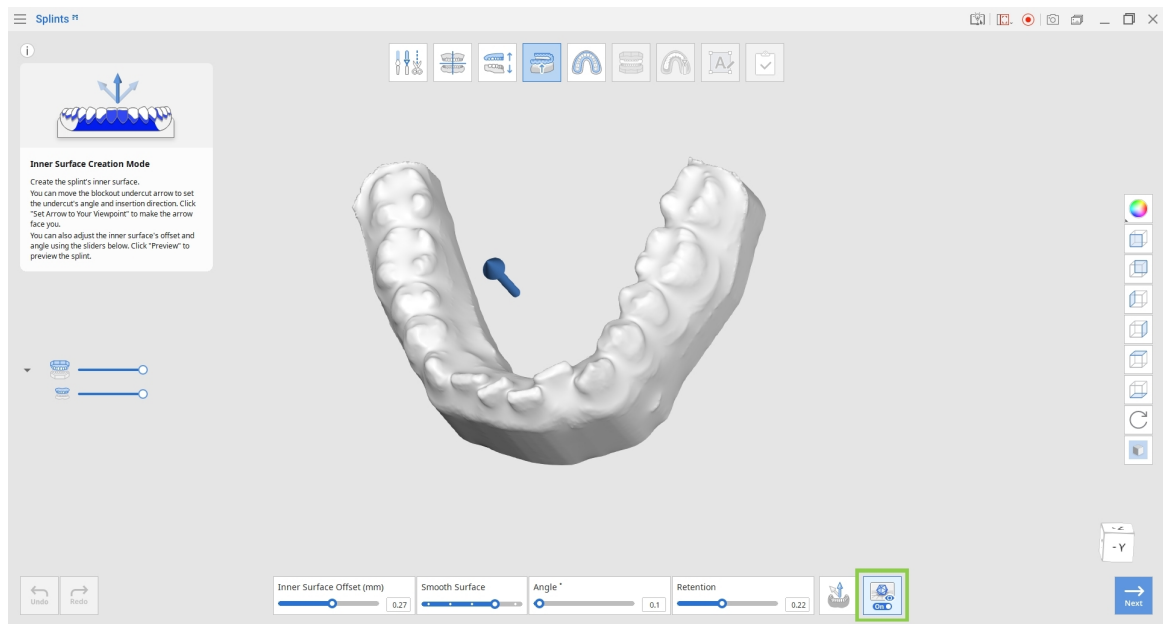 Splints
Inner Surface Creation Mode
Create the splint's inner surface.
You can move the blockout undercut arrow to set
the undercut's angle and insertion direction. Click
"Set Arrow to Your Viewpoint" to make the arrow
face you.
You can also adjust the inner surface's offset and
angle using the sliders below. Click "Preview" to
preview the splint.
-Y
Undo
Redo
Inner Surface Offset (mm)
0.27
Smooth Surface
Angle °
0.1
Retention
0.22
On
Next